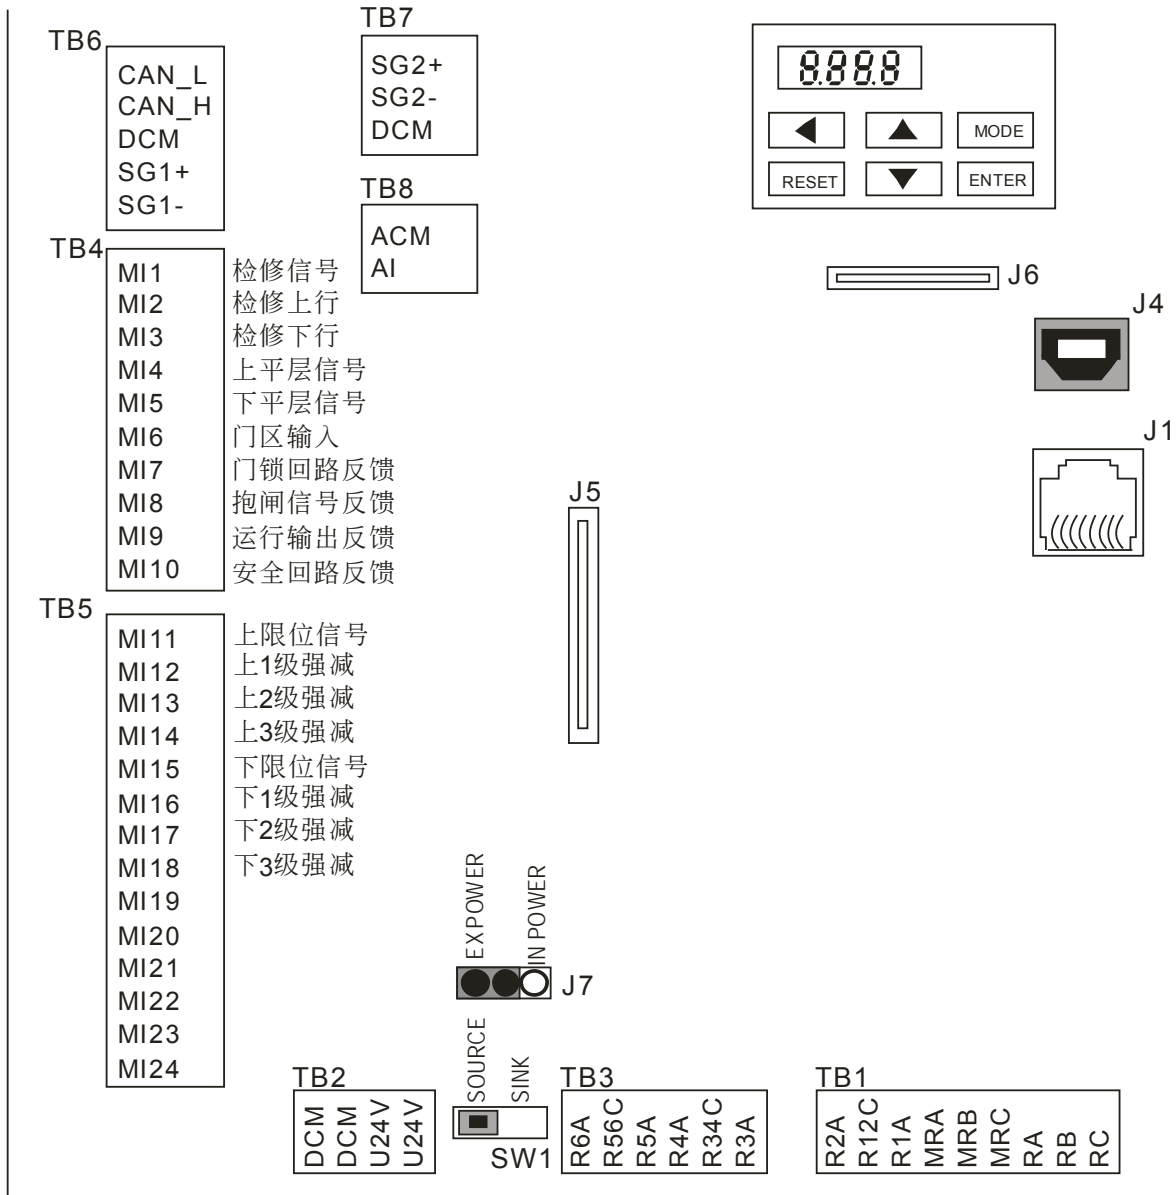 TB6
CAN_L
CAN_H
DCM
SG1+
SG1-
TB7
SG2+
SG2-
DCM
TB8
ACM
AI
8.8.8.8
MODE
RESET
ENTER
TB4
MI1 检修信号
MI2 检修上行
MI3 检修下行
MI4 上平层信号
MI5 下平层信号
MI6 门区输入
MI7 门锁回路反馈
MI8 抱闸信号反馈
MI9 运行输出反馈
MI10 安全回路反馈
J6
J4
J1
J5
TB5
MI11 上限位信号
MI12 上1级强减
MI13 上2级强减
MI14 上3级强减
MI15 下限位信号
MI16 下1级强减
MI17 下2级强减
MI18 下3级强减
MI19
MI20
MI21
MI22
MI23
MI24
EXPOWER
IN POWER
J7
SOURCE
SINK
SW1
TB2
DCM
DCM
U24V
U24V
TB3
R6A
R56C
R5A
R4A
R34C
R3A
TB1
R2A
R12C
R1A
MRA
MRB
MRC
RA
RB
RC